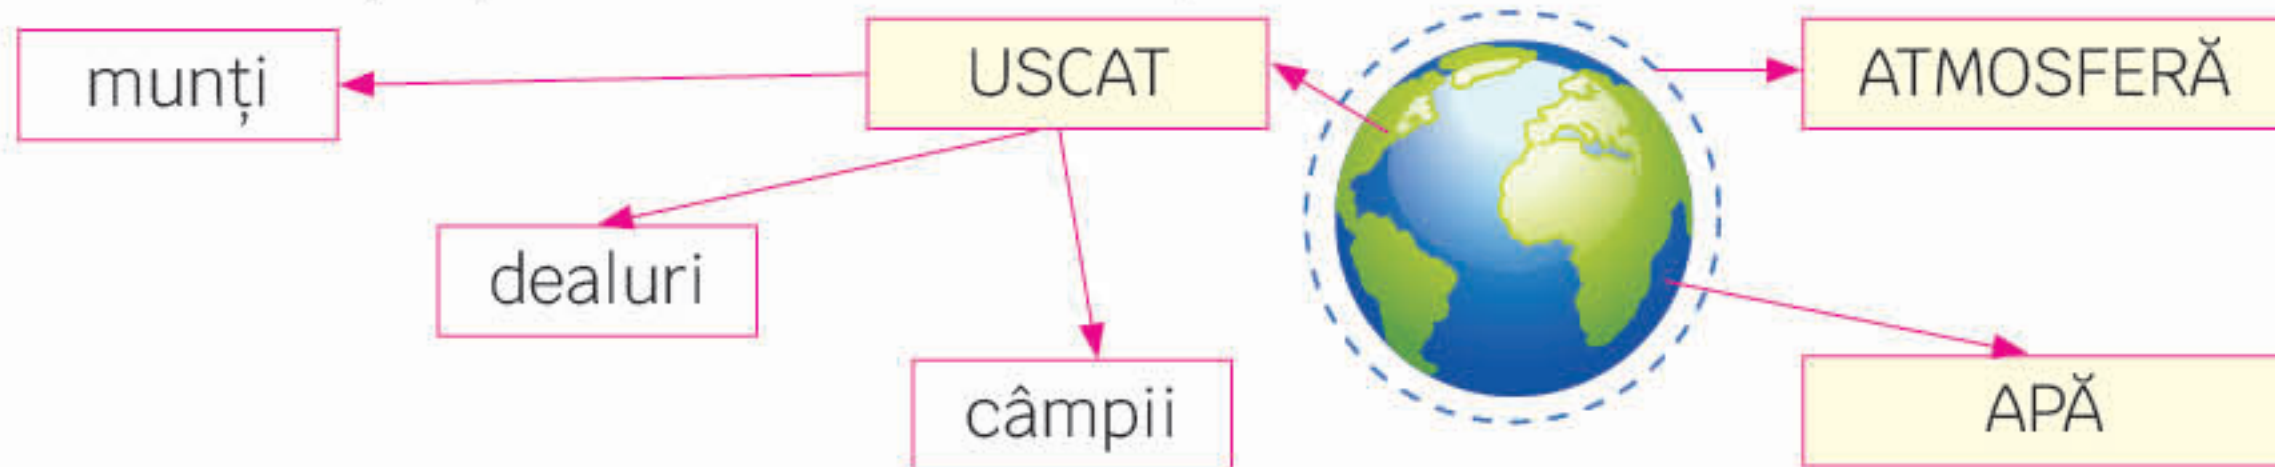 munți
USCAT
ATMOSFERĂ
dealuri
câmpii
APĂ